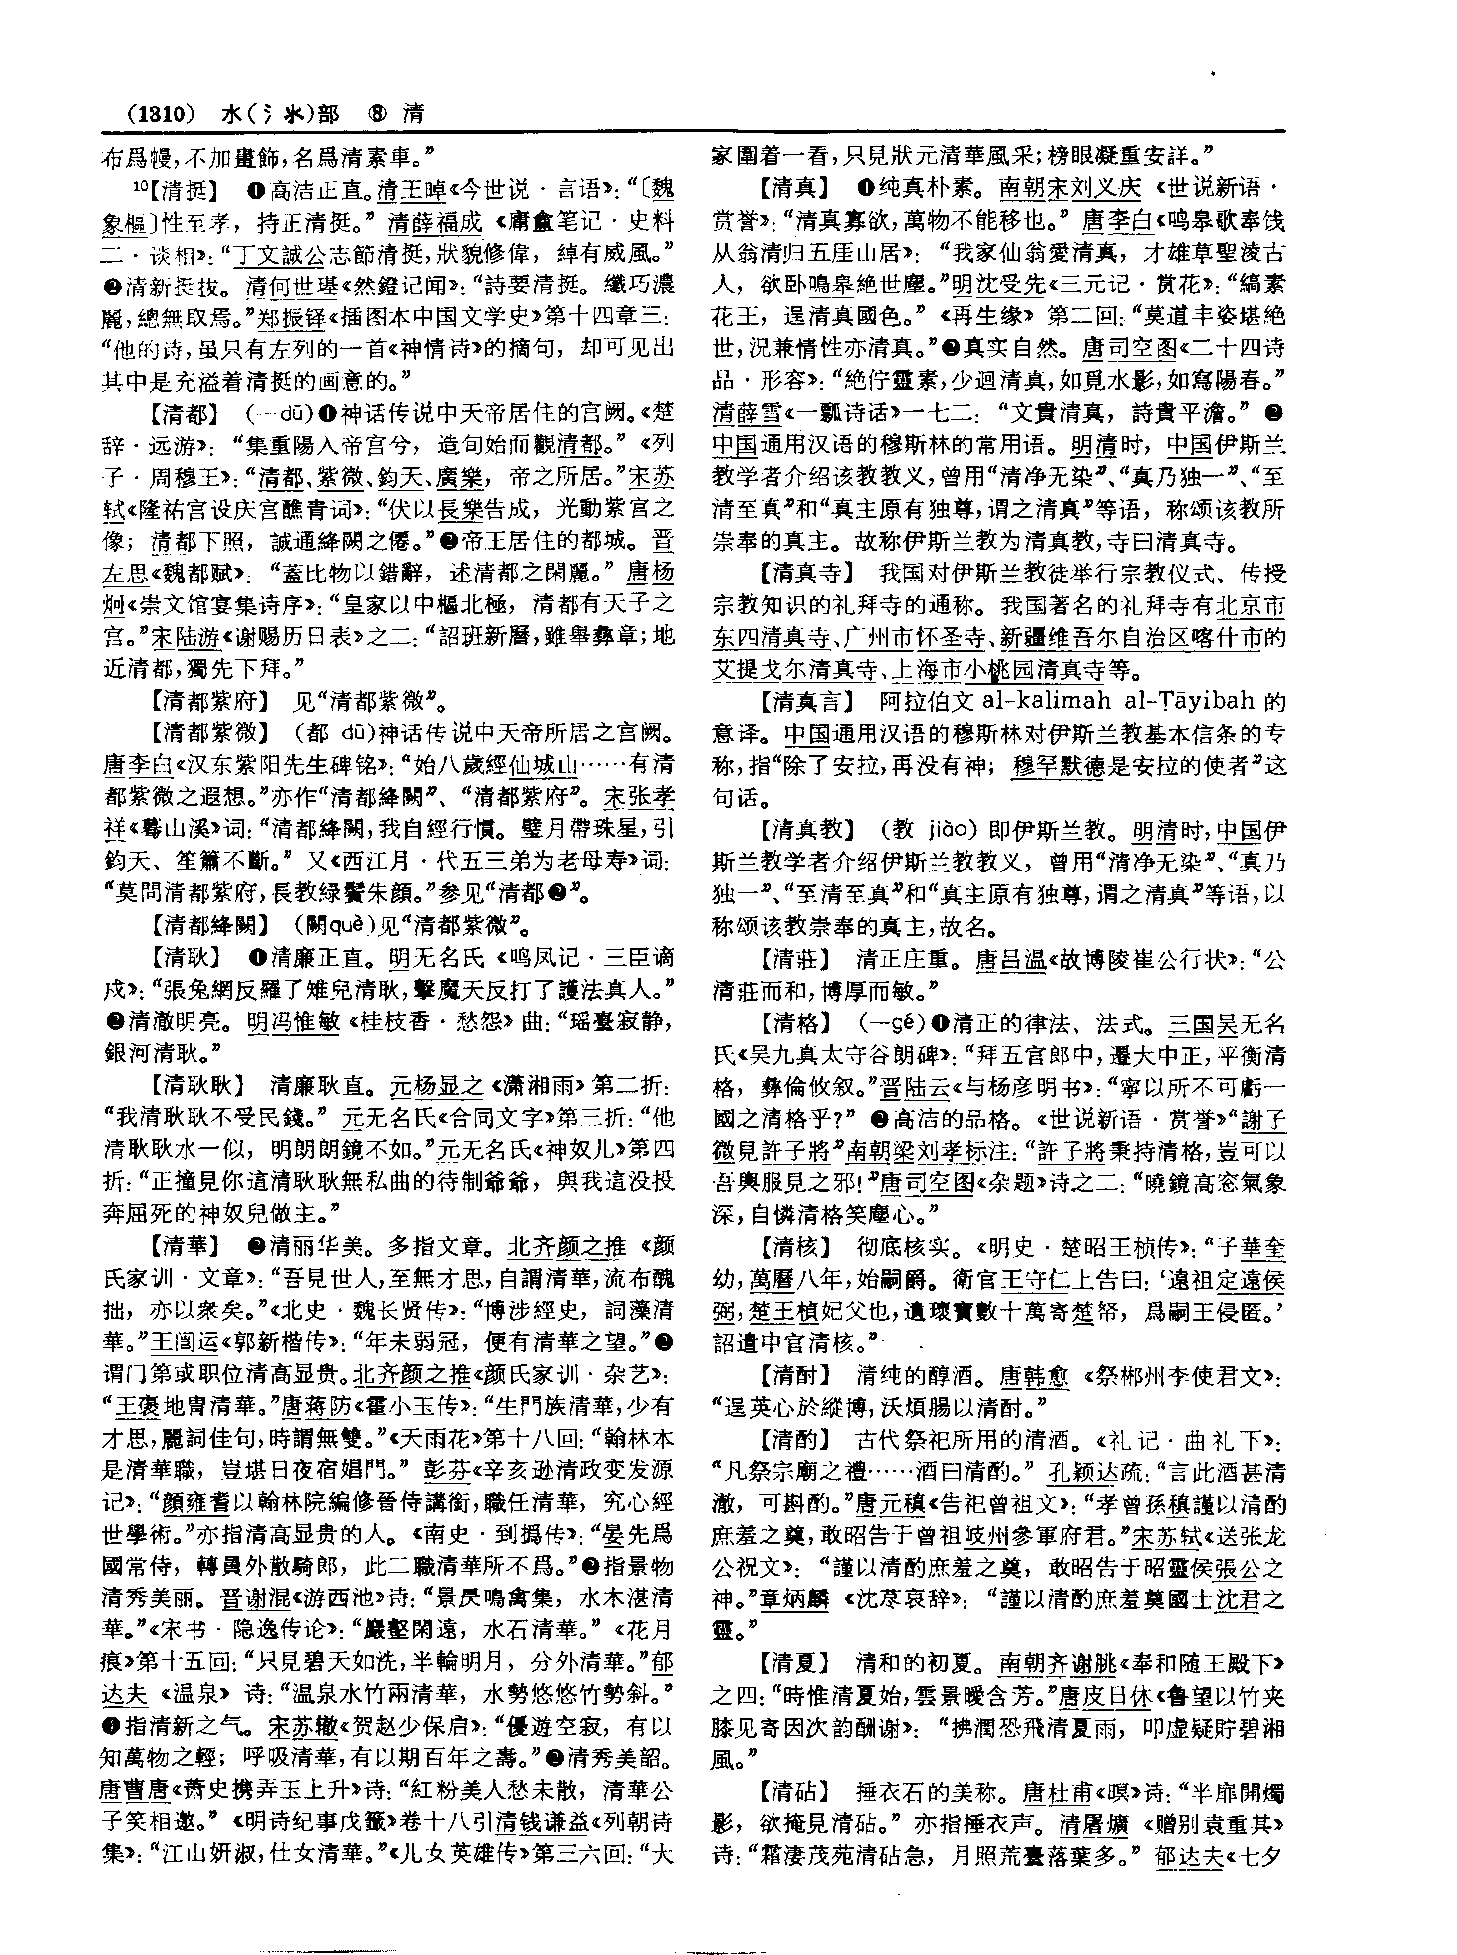 （1310） 水（氵氺）部 ⑧ 清
布爲幔，不加畫飾，名爲清素車。”
10【清挺】 ❶高洁正直。清王晫《今世说·言语》：“〔魏
象樞〕性至孝，持正清挺。”清薛福成《庸盦笔记·史料
二·谈相》：“丁文誠公志節清挺，狀貌修偉，綽有威風。”
❷清新挺拔。清何世璂《然鐙记闻》：“詩要清挺。纖巧濃
麗，總無取焉。”郑振铎《插图本中国文学史》第十四章三：
“他的诗，虽只有左列的一首《神情诗》的摘句，却可见出
其中是充溢着清挺的画意的。”
【清都】 （—dū）❶神话传说中天帝居住的宫阙。《楚
辞·远游》：“集重陽入帝宫兮，造旬始而觀清都。”《列
子·周穆王》：“清都、紫微、鈞天、廣樂，帝之所居。”宋苏
轼《隆祐宫设庆宫醮青词》：“伏以長樂告成，光動紫宫之
像；清都下照，誠通絳闕之僊。”❷帝王居住的都城。晋
左思《魏都赋》：“蓋比物以錯辭，述清都之閑麗。”唐杨
炯《崇文馆宴集诗序》：“皇家以中樞北極，清都有天子之
宫。”宋陆游《谢赐历日表》之二：“詔班新曆，雖舉彝章；地
近清都，獨先下拜。”
【清都紫府】 见“清都紫微”。
【清都紫微】 （都 dū）神话传说中天帝所居之宫阙。
唐李白《汉东紫阳先生碑铭》：“始八歲經仙城山……有清
都紫微之遐想。”亦作“清都絳闕”、“清都紫府”。宋张孝
祥《蓦山溪》词：“清都絳闕，我自經行慣。璧月帶珠星，引
鈞天、笙簫不斷。”又《西江月·代五三弟为老母寿》词：
“莫問清都紫府，長教緑鬢朱顔。”参见“清都❷”。
【清都絳闕】 （闕què）见“清都紫微”。
【清耿】 ❶清廉正直。明无名氏《鸣凤记·三臣谪
戍》：“張兔網反羅了雉兒清耿，擊魔天反打了護法真人。”
❷清澈明亮。明冯惟敏《桂枝香·愁怨》曲：“瑶臺寂静，
銀河清耿。”
【清耿耿】 清廉耿直。元杨显之《潇湘雨》第二折：
“我清耿耿不受民錢。”元无名氏《合同文字》第三折：“他
清耿耿水一似，明朗朗鏡不如。”元无名氏《神奴儿》第四
折：“正撞見你這清耿耿無私曲的待制爺爺，與我這没投
奔屈死的神奴兒做主。”
【清華】 ❶清丽华美。多指文章。北齐颜之推《颜
氏家训·文章》：“吾見世人，至無才思，自謂清華，流布醜
拙，亦以衆矣。”《北史·魏长贤传》：“博涉經史，詞藻清
華。”王闿运《郭新楷传》：“年未弱冠，便有清華之望。”❷
谓门第或职位清高显贵。北齐颜之推《颜氏家训·杂艺》：
“王褒地胄清華。”唐蒋防《霍小玉传》：“生門族清華，少有
才思，麗詞佳句，時謂無雙。”《天雨花》第十八回：“翰林本
是清華職，豈堪日夜宿娼門。”彭芬《辛亥逊清政变发源
记》：“顔雍耆以翰林院編修晉侍講銜，職任清華，究心經
世學術。”亦指清高显贵的人。《南史·到撝传》：“晏先爲
國常侍，轉員外散騎郎，此二職清華所不爲。”❸指景物
清秀美丽。晋谢混《游西池》诗：“景昃鳴禽集，水木湛清
華。”《宋书·隐逸传论》：“巖壑閑遠，水石清華。”《花月
痕》第十五回：“只見碧天如洗，半輪明月，分外清華。”郁
达夫《温泉》诗：“温泉水竹兩清華，水勢悠悠竹勢斜。”
❹指清新之气。宋苏辙《贺赵少保启》：“優遊空寂，有以
知萬物之輕；呼吸清華，有以期百年之壽。”❺清秀美韶。
唐曹唐《萧史携弄玉上升》诗：“紅粉美人愁未散，清華公
子笑相邀。”《明诗纪事戊籤》卷十八引清钱谦益《列朝诗
集》：“江山妍淑，仕女清華。”《儿女英雄传》第三六回：“大
家圍着一看，只見狀元清華風采；榜眼凝重安詳。”
【清真】 ❶纯真朴素。南朝宋刘义庆《世说新语·
赏誉》：“清真寡欲，萬物不能移也。”唐李白《鸣皋歌奉饯
从翁清归五厓山居》：“我家仙翁愛清真，才雄草聖淩古
人，欲卧鳴皋絶世塵。”明沈受先《三元记·赏花》：“縞素
花王，逞清真國色。”《再生缘》第二回：“莫道丰姿堪絶
世，况兼情性亦清真。”❷真实自然。唐司空图《二十四诗
品·形容》：“絶佇靈素，少迴清真，如覓水影，如寫陽春。”
清薛雪《一瓢诗话》一七二：“文貴清真，詩貴平澹。”❸
中国通用汉语的穆斯林的常用语。明清时，中国伊斯兰
教学者介绍该教教义，曾用“清净无染”、“真乃独一”、“至
清至真”和“真主原有独尊，谓之清真”等语，称颂该教所
崇奉的真主。故称伊斯兰教为清真教，寺曰清真寺。
【清真寺】 我国对伊斯兰教徒举行宗教仪式、传授
宗教知识的礼拜寺的通称。我国著名的礼拜寺有北京市
东四清真寺、广州市怀圣寺、新疆维吾尔自治区喀什市的
艾提戈尔清真寺、上海市小桃园清真寺等。
【清真言】 阿拉伯文 al-kalimah al-Ṭāyibah 的
意译。中国通用汉语的穆斯林对伊斯兰教基本信条的专
称，指“除了安拉，再没有神；穆罕默德是安拉的使者”这
句话。
【清真教】 （教 jiào）即伊斯兰教。明清时，中国伊
斯兰教学者介绍伊斯兰教教义，曾用“清净无染”、“真乃
独一”、“至清至真”和“真主原有独尊，谓之清真”等语，以
称颂该教崇奉的真主，故名。
【清莊】 清正庄重。唐吕温《故博陵崔公行状》：“公
清莊而和，博厚而敏。”
【清格】 （—gé）❶清正的律法、法式。三国吴无名
氏《吴九真太守谷朗碑》：“拜五官郎中，遷大中正，平衡清
格，彝倫攸叙。”晋陆云《与杨彦明书》：“寧以所不可虧一
國之清格乎？”❷高洁的品格。《世说新语·赏誉》“謝子
微見許子將”南朝梁刘孝标注：“許子將秉持清格，豈可以
吾輿服見之邪！”唐司空图《杂题》诗之二：“曉鏡高窓氣象
深，自憐清格笑塵心。”
【清核】 彻底核实。《明史·楚昭王桢传》：“子華奎
幼，萬曆八年，始嗣爵。衛官王守仁上告曰：‘遠祖定遠侯
弼，楚王楨妃父也，遺瓌寶數十萬寄楚帑，爲嗣王侵匿。’
詔遣中官清核。”
【清酎】 清纯的醇酒。唐韩愈《祭郴州李使君文》：
“逞英心於縱博，沃煩腸以清酎。”
【清酌】 古代祭祀所用的清酒。《礼记·曲礼下》：
“凡祭宗廟之禮……酒曰清酌。”孔颖达疏：“言此酒甚清
澈，可斟酌。”唐元稹《告祀曾祖文》：“孝曾孫稹謹以清酌
庶羞之奠，敢昭告于曾祖岐州參軍府君。”宋苏轼《送张龙
公祝文》：“謹以清酌庶羞之奠，敢昭告于昭靈侯張公之
神。”章炳麟《沈荩哀辞》：“謹以清酌庶羞奠國士沈君之
靈。”
【清夏】 清和的初夏。南朝齐谢朓《奉和随王殿下》
之四：“時惟清夏始，雲景曖含芳。”唐皮日休《鲁望以竹夹
膝见寄因次韵酬谢》：“拂潤恐飛清夏雨，叩虚疑貯碧湘
風。”
【清砧】 捶衣石的美称。唐杜甫《暝》诗：“半扉開燭
影，欲掩見清砧。”亦指捶衣声。清屠爌《赠别袁重其》
诗：“霜凄茂苑清砧急，月照荒臺落葉多。”郁达夫《七夕